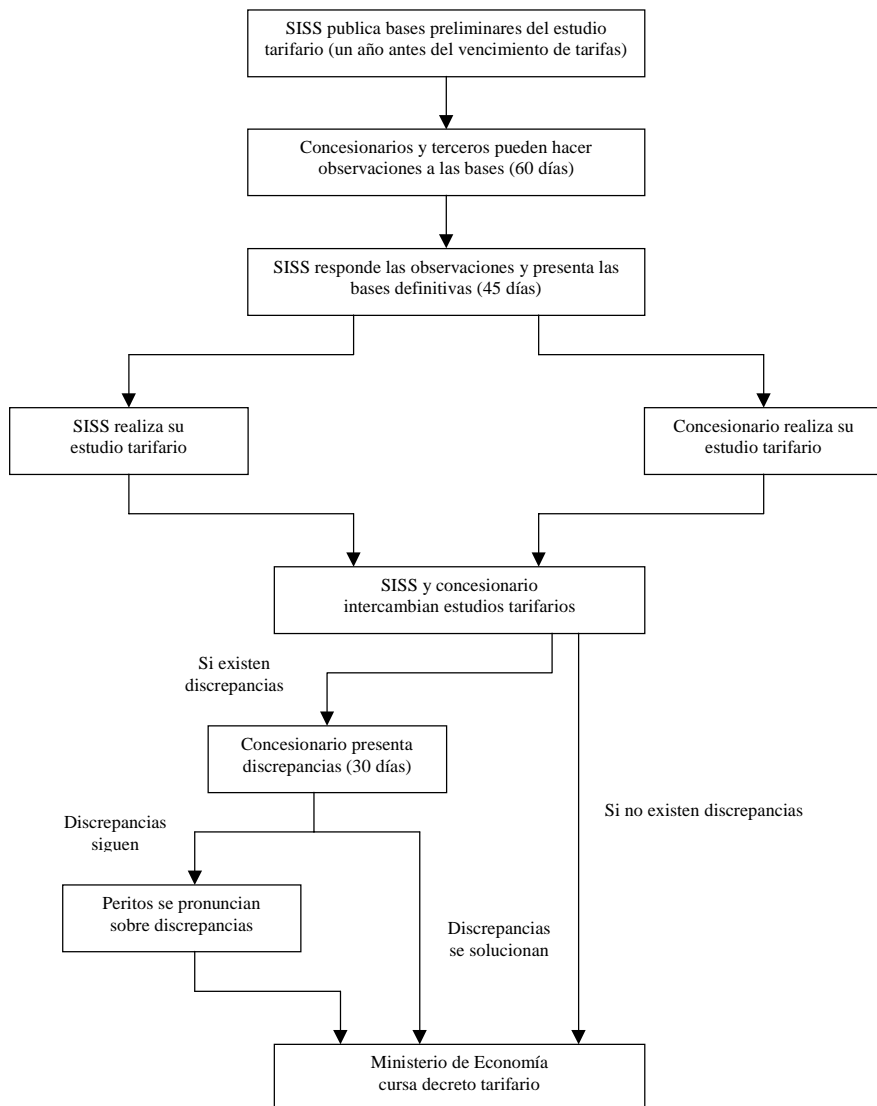 SISS publica bases preliminares del estudio
tarifario (un año antes del vencimiento de tarifas)
Concesionarios y terceros pueden hacer
observaciones a las bases (60 días)
SISS responde las observaciones y presenta las
bases definitivas (45 días)
SISS realiza su
estudio tarifario
Concesionario realiza su
estudio tarifario
SISS y concesionario
intercambian estudios tarifarios
Si existen
discrepancias
Concesionario presenta
discrepancias (30 días)
Si no existen discrepancias
Discrepancias
siguen
Peritos se pronuncian
sobre discrepancias
Discrepancias
se solucionan
Ministerio de Economía
cursa decreto tarifario